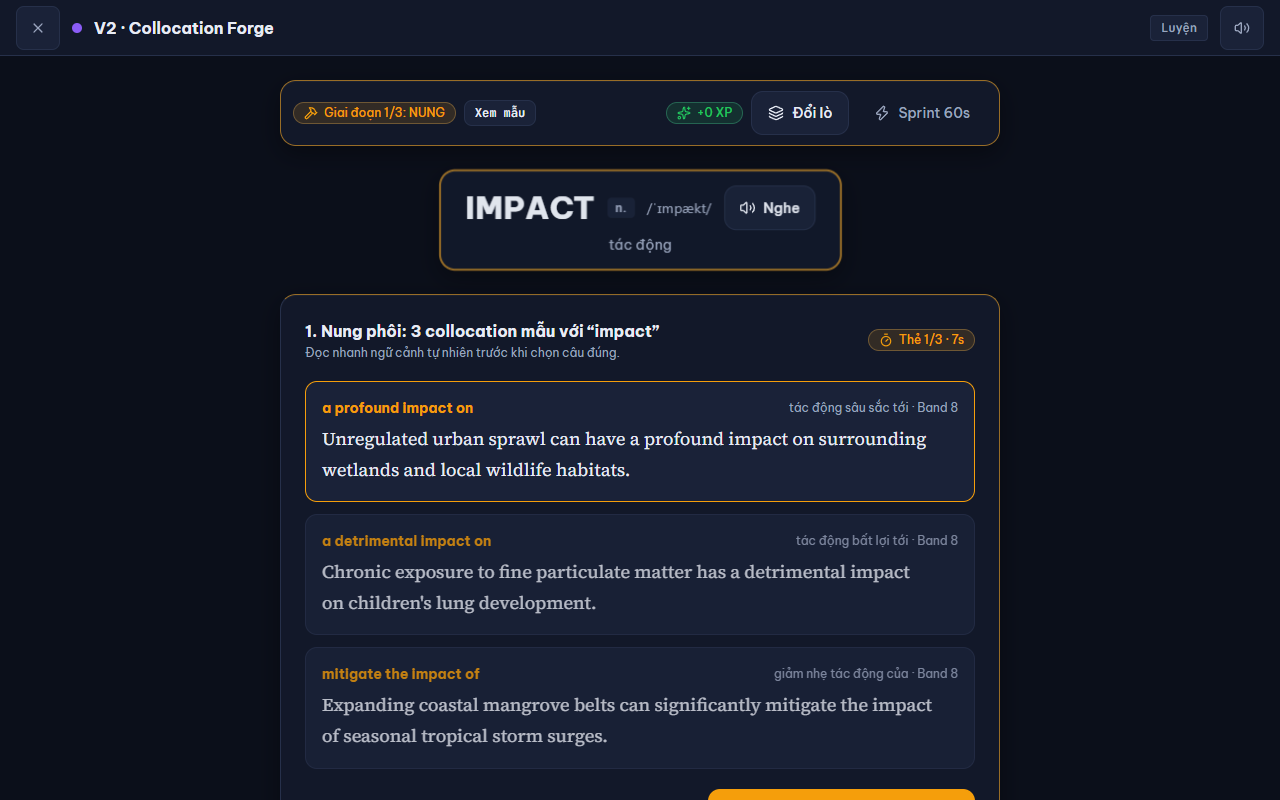 V2 · Collocation Forge
Luyện
Giai đoạn 1/3: NUNG
Xem mẫu
+0 XP
Đổi lò
Sprint 60s
IMPACT
n.
/ˈɪmpækt/
Nghe
tác động
1. Nung phôi: 3 collocation mẫu với “impact”
Đọc nhanh ngữ cảnh tự nhiên trước khi chọn câu đúng.
Thẻ 1/3 · 7s
a profound impact on
tác động sâu sắc tới · Band 8
Unregulated urban sprawl can have a profound impact on surrounding
wetlands and local wildlife habitats.
a detrimental impact on
tác động bất lợi tới · Band 8
Chronic exposure to fine particulate matter has a detrimental impact
on children's lung development.
mitigate the impact of
giảm nhẹ tác động của · Band 8
Expanding coastal mangrove belts can significantly mitigate the impact
of seasonal tropical storm surges.